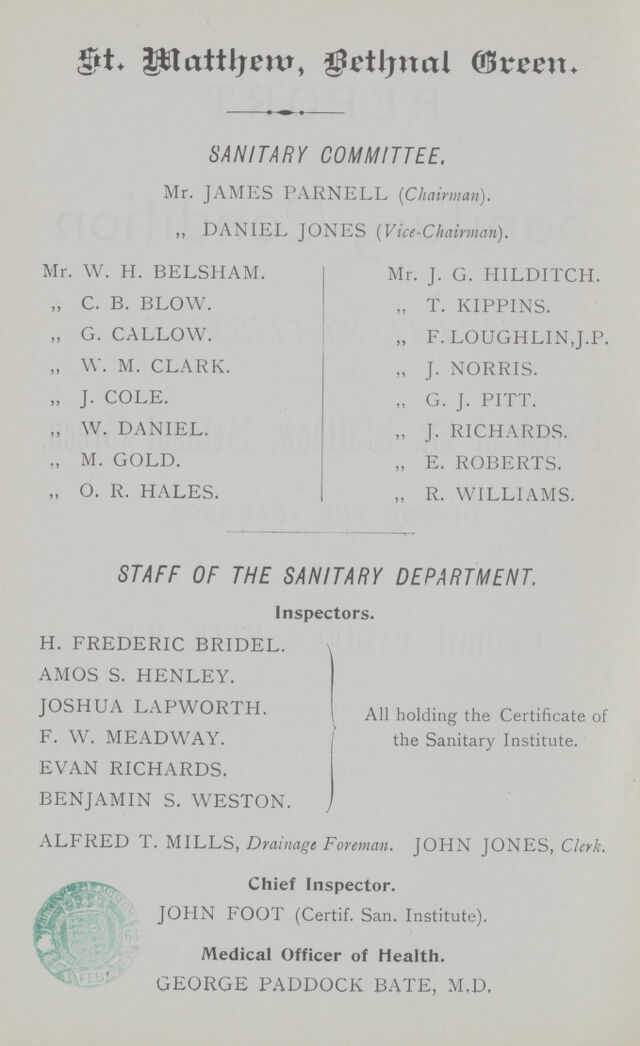 St. Matthew, Bethnal Green.
SANITARY COMMITTEE.
Mr. JAMES PARNELL (Chairman).
„ DANIEL JONES (Vice-Chairman).
Mr. W. H. BELSHAM.
„ C. B. BLOW.
„ G. CALLOW.
„ W. M. CLARK.
„ J. COLE.
„ W. DANIEL.
„ M. GOLD.
„ O. R. HALES.
Mr. J. G. HILDITCH.
„ T. KIPPINS.
„ F. LOUGHLIN, J.P.
„ J. NORRIS.
„ G. J. PITT.
„ J. RICHARDS.
„ E. ROBERTS.
„ R. WILLIAMS.
STAFF OF THE SANITARY DEPARTMENT.
Inspectors.
H. FREDERIC BRIDEL.
AMOS S. HENLEY.
JOSHUA LAPWORTH.
F. W. MEADWAY.
EVAN RICHARDS.
BENJAMIN S. WESTON.
All holding the Certificate of
the Sanitary Institute.
ALFRED T. MILLS, Drainage Foreman. JOHN JONES, Clerk.
Chief Inspector.
JOHN FOOT (Certif. San. Institute).
Medical Officer of Health.
GEORGE PADDOCK BATE, M.D.
FEB